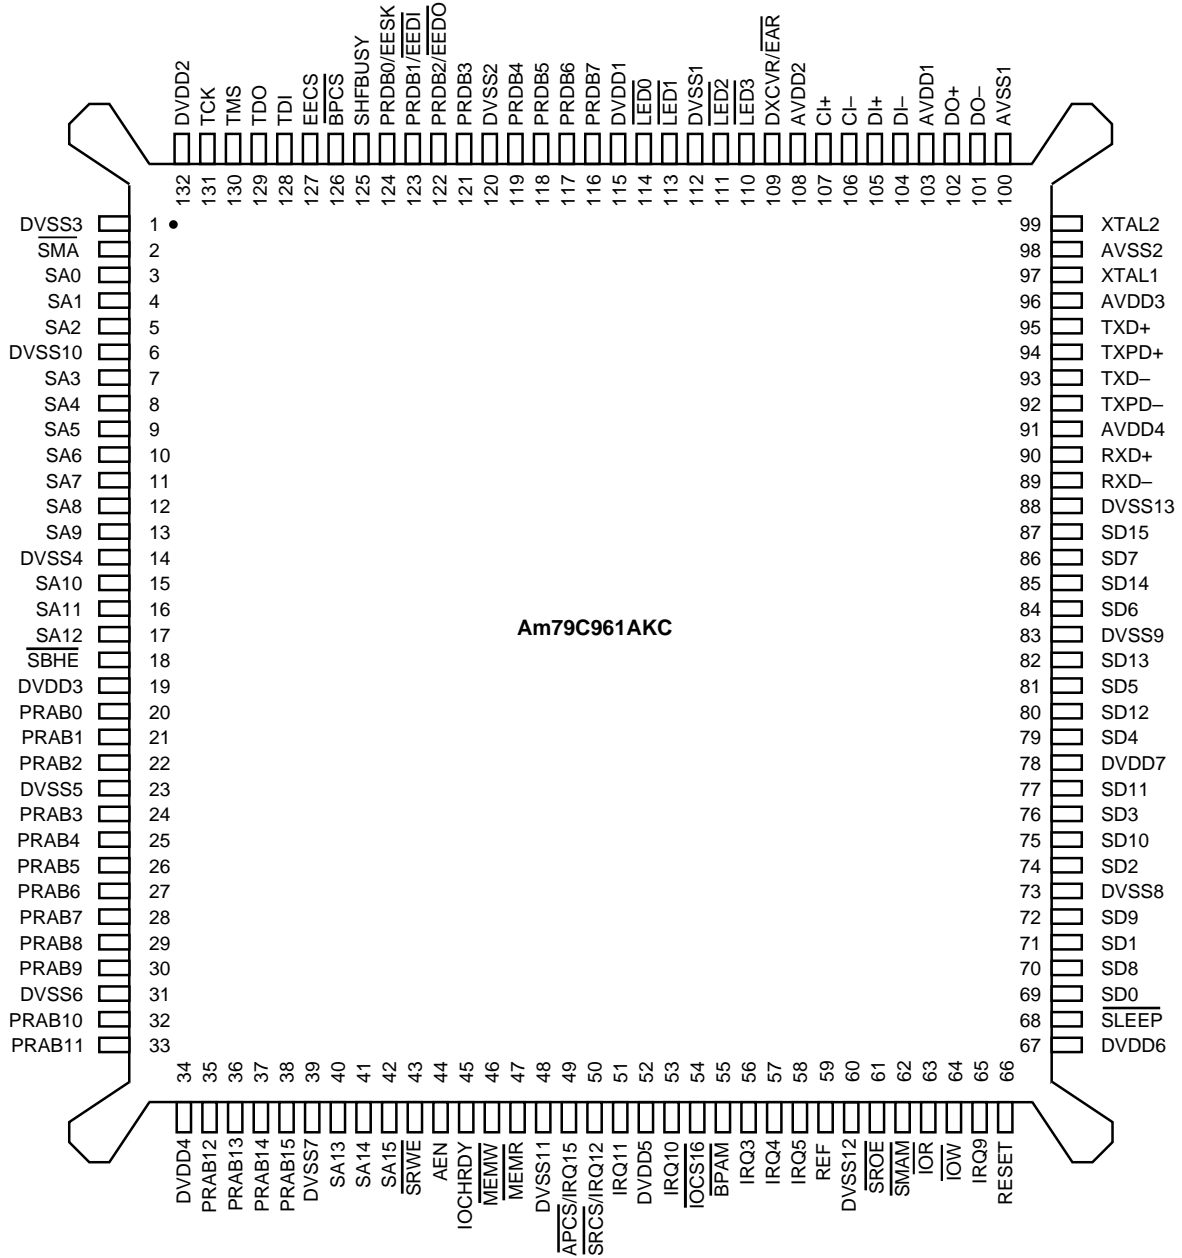 DVDD2
TCK
TMS
TDO
TDI
EECS
BPCS
SHFBUSY
PRDB0/EESK
PRDB1/EEDI
PRDB2/EEDO
PRDB3
DVSS2
PRDB4
PRDB5
PRDB6
PRDB7
DVDD1
LED0
LED1
DVSS1
LED2
LED3
DXCVR/EAR
AVDD2
CI+
CI–
DI+
DI–
AVDD1
DO+
DO–
AVSS1
132
131
130
129
128
127
126
125
124
123
122
121
120
119
118
117
116
115
114
113
112
111
110
109
108
107
106
105
104
103
102
101
100
DVSS3 1 99 XTAL2
SMA 2 98 AVSS2
SA0 3 97 XTAL1
SA1 4 96 AVDD3
SA2 5 95 TXD+
DVSS10 6 94 TXPD+
SA3 7 93 TXD–
SA4 8 92 TXPD–
SA5 9 91 AVDD4
SA6 10 90 RXD+
SA7 11 89 RXD–
SA8 12 88 DVSS13
SA9 13 87 SD15
DVSS4 14 86 SD7
SA10 15 85 SD14
SA11 16 84 SD6
Am79C961AKC
SA12 17 83 DVSS9
SBHE 18 82 SD13
DVDD3 19 81 SD5
PRAB0 20 80 SD12
PRAB1 21 79 SD4
PRAB2 22 78 DVDD7
DVSS5 23 77 SD11
PRAB3 24 76 SD3
PRAB4 25 75 SD10
PRAB5 26 74 SD2
PRAB6 27 73 DVSS8
PRAB7 28 72 SD9
PRAB8 29 71 SD1
PRAB9 30 70 SD8
DVSS6 31 69 SD0
PRAB10 32 68 SLEEP
PRAB11 33 67 DVDD6
34
35
36
37
38
39
40
41
42
43
44
45
46
47
48
49
50
51
52
53
54
55
56
57
58
59
60
61
62
63
64
65
66
DVDD4
PRAB12
PRAB13
PRAB14
PRAB15
DVSS7
SA13
SA14
SA15
SRWE
AEN
IOCHRDY
MEMW
MEMR
DVSS11
APCS/IRQ15
SRCS/IRQ12
IRQ11
DVDD5
IRQ10
IOCS16
BPAM
IRQ3
IRQ4
IRQ5
REF
DVSS12
SROE
SMAM
IOR
IOW
IRQ9
RESET